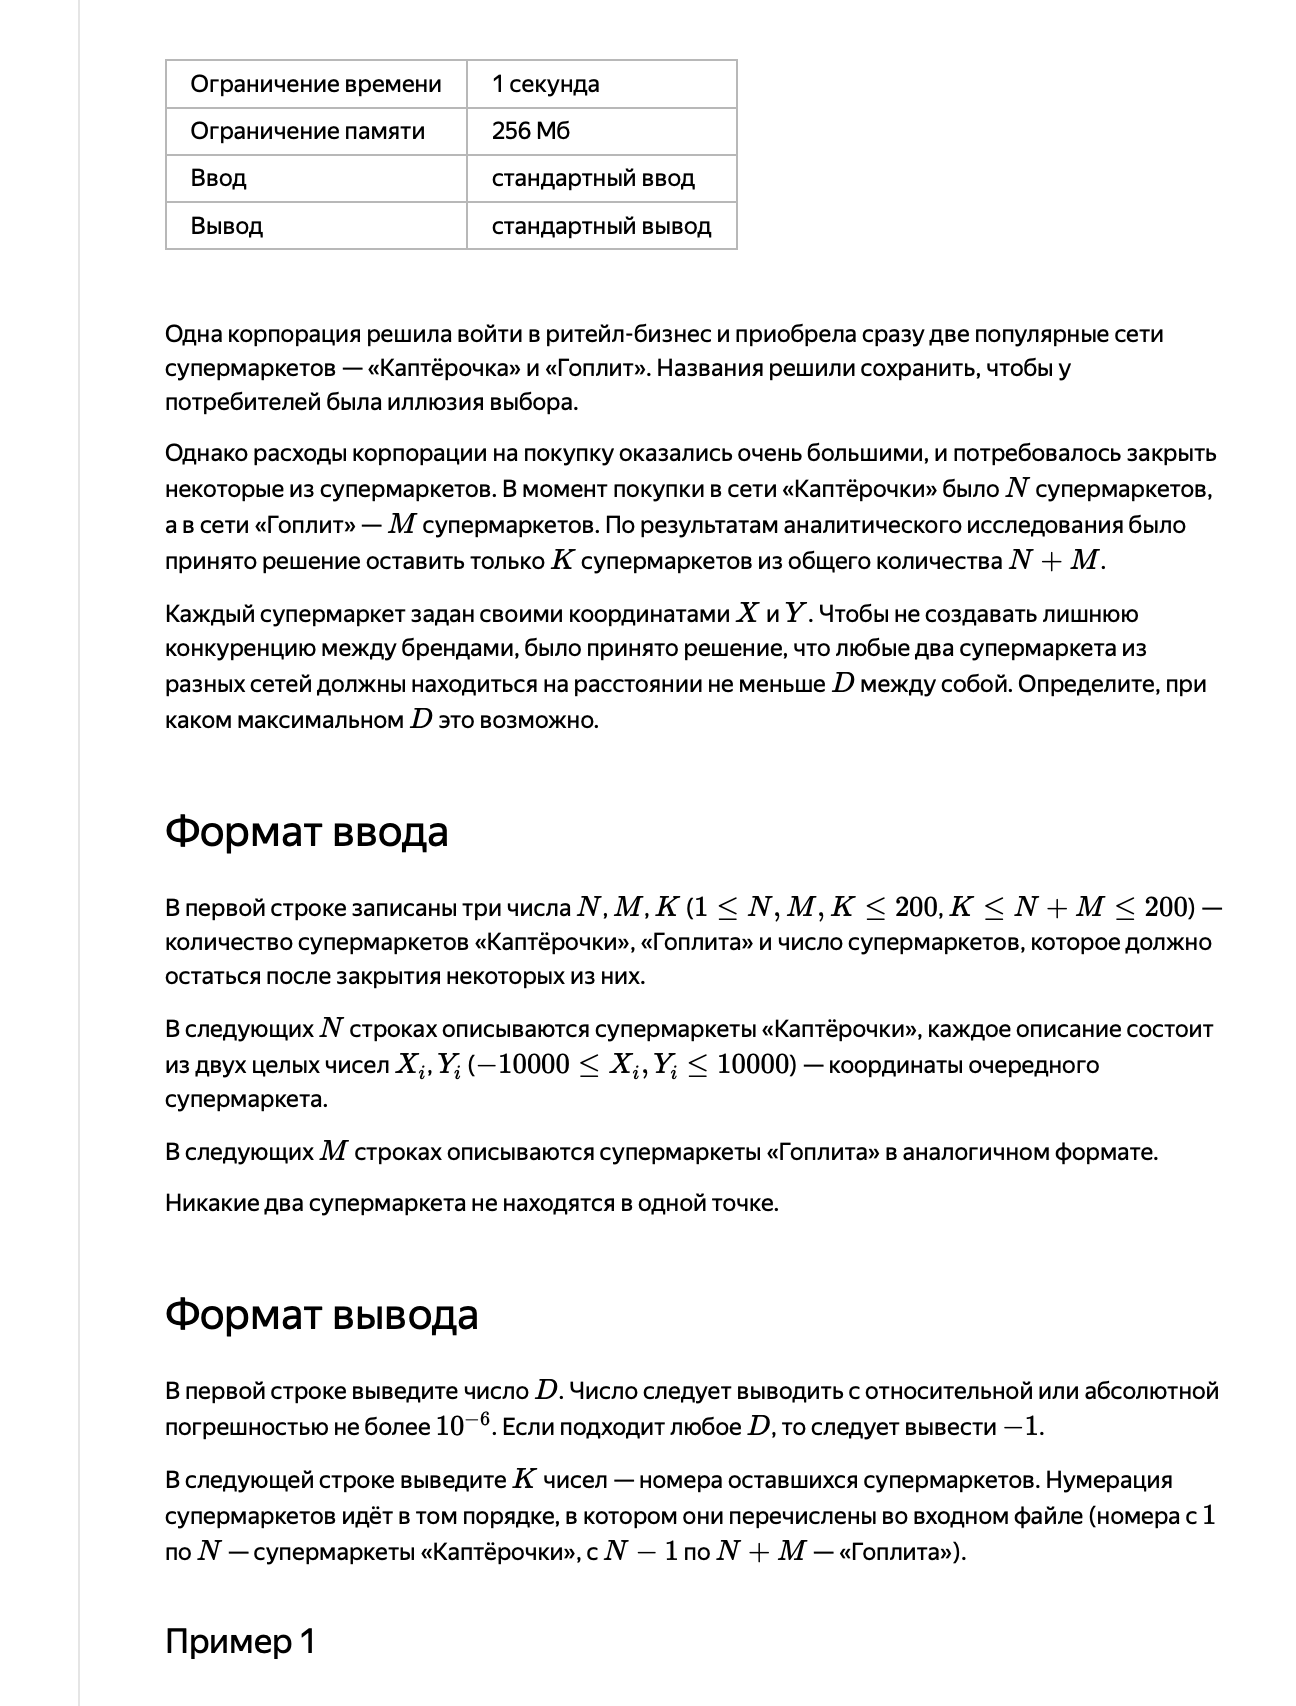 Ограничение времени 1 секунда
Ограничение памяти 256 Мб
Ввод стандартный ввод
Вывод стандартный вывод
Одна корпорация решила войти в ритейл-бизнес и приобрела сразу две популярные сети
супермаркетов — «Каптёрочка» и «Гоплит». Названия решили сохранить, чтобы у
потребителей была иллюзия выбора.
Однако расходы корпорации на покупку оказались очень большими, и потребовалось закрыть
некоторые из супермаркетов. В момент покупки в сети «Каптёрочки» было N супермаркетов,
а в сети «Гоплит» — M супермаркетов. По результатам аналитического исследования было
принято решение оставить только K супермаркетов из общего количества N + M.
Каждый супермаркет задан своими координатами X и Y. Чтобы не создавать лишнюю
конкуренцию между брендами, было принято решение, что любые два супермаркета из
разных сетей должны находиться на расстоянии не меньше D между собой. Определите, при
каком максимальном D это возможно.
Формат ввода
В первой строке записаны три числа N, M, K (1 ≤ N, M, K ≤ 200, K ≤ N + M ≤ 200) —
количество супермаркетов «Каптёрочки», «Гоплита» и число супермаркетов, которое должно
остаться после закрытия некоторых из них.
В следующих N строках описываются супермаркеты «Каптёрочки», каждое описание состоит
из двух целых чисел Xᵢ, Yᵢ (−10000 ≤ Xᵢ, Yᵢ ≤ 10000) — координаты очередного
супермаркета.
В следующих M строках описываются супермаркеты «Гоплита» в аналогичном формате.
Никакие два супермаркета не находятся в одной точке.
Формат вывода
В первой строке выведите число D. Число следует выводить с относительной или абсолютной
погрешностью не более 10⁻⁶. Если подходит любое D, то следует вывести −1.
В следующей строке выведите K чисел — номера оставшихся супермаркетов. Нумерация
супермаркетов идёт в том порядке, в котором они перечислены во входном файле (номера с 1
по N — супермаркеты «Каптёрочки», с N − 1 по N + M — «Гоплита»).
Пример 1